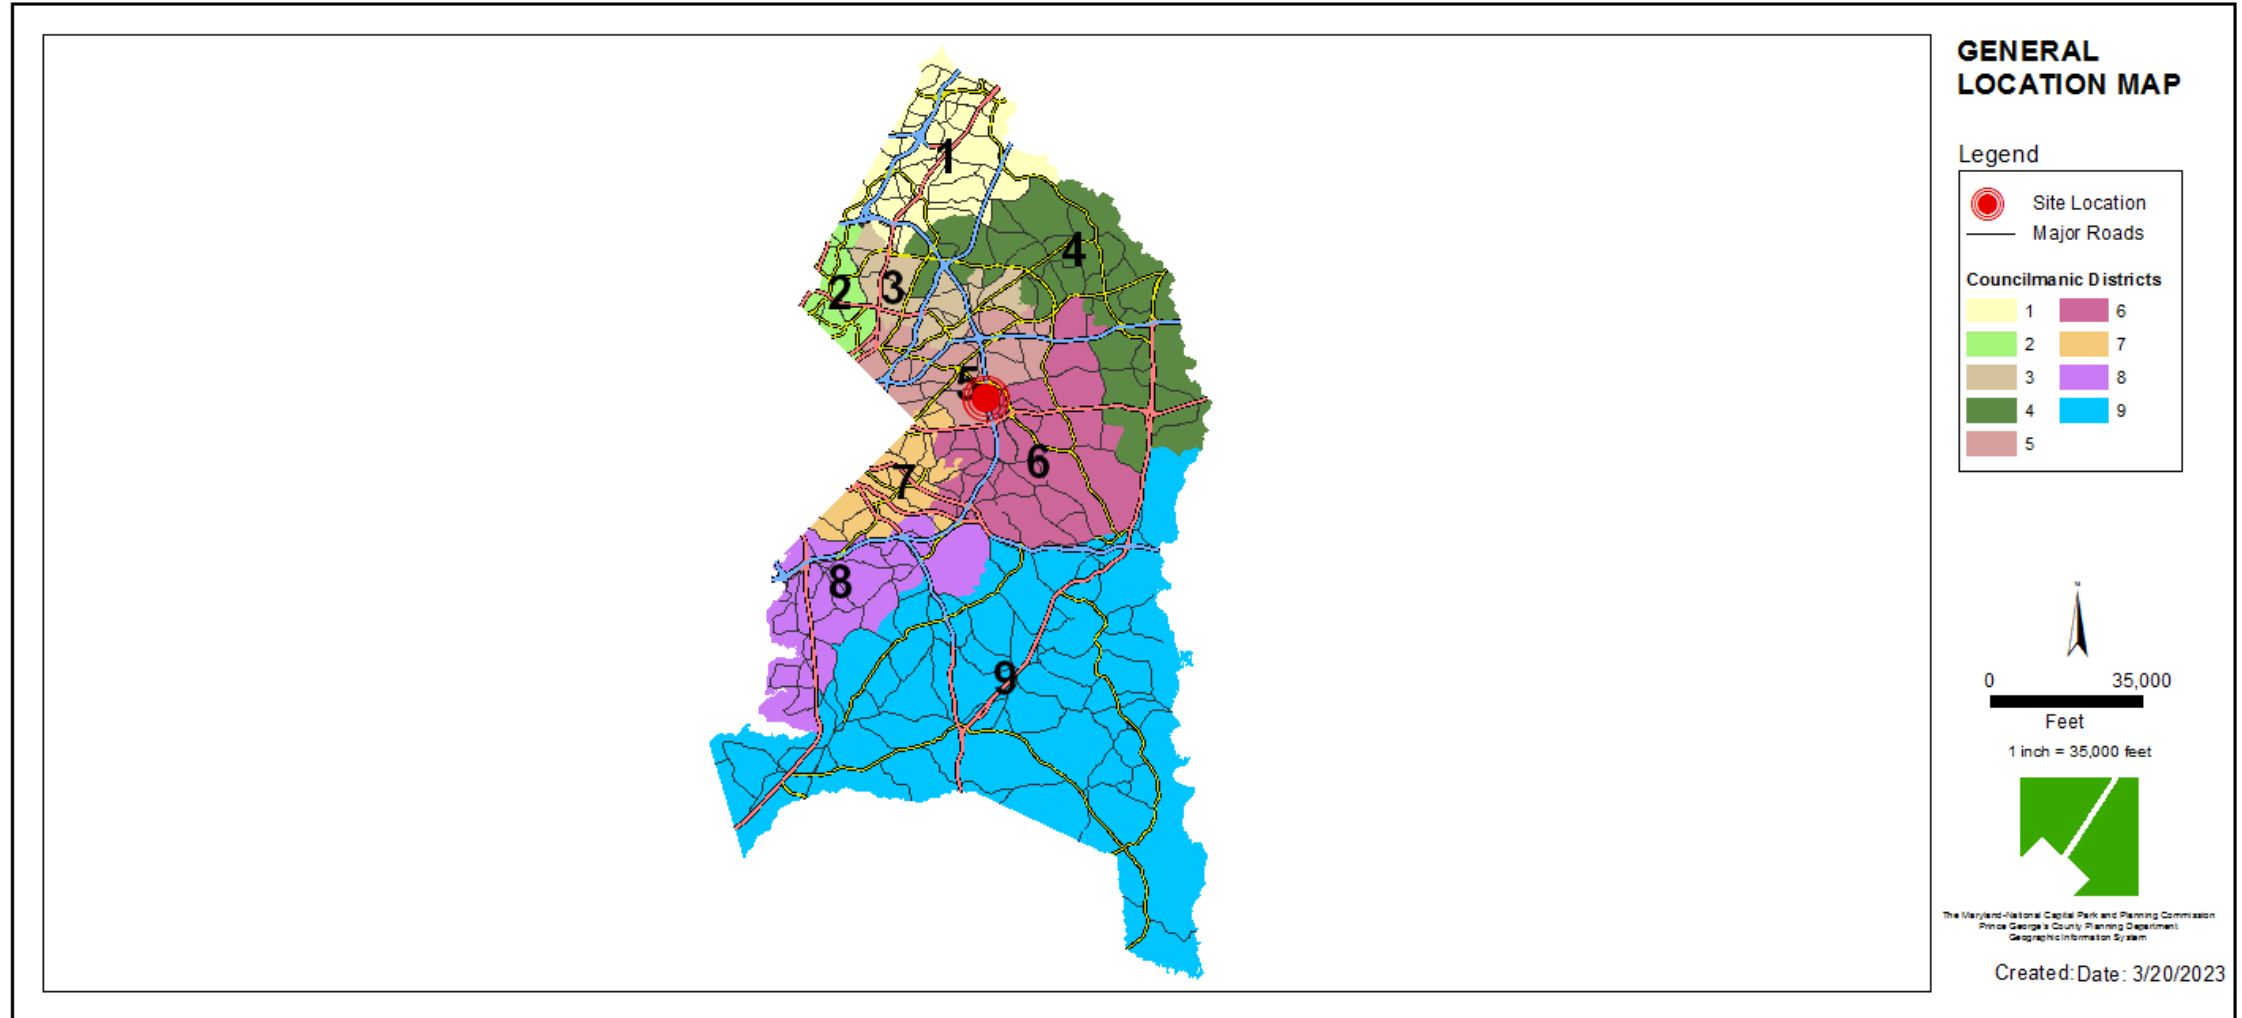 GENERAL
LOCATION MAP
Legend
Site Location
Major Roads
Councilmanic Districts
1 6
2 7
3 8
4 9
5
1
4
2
3
5
6
7
8
9
N
0 35,000
Feet
1 inch = 35,000 feet
The Maryland-National Capital Park and Planning Commission
Prince George's County Planning Department
Geographic Information System
Created: Date: 3/20/2023